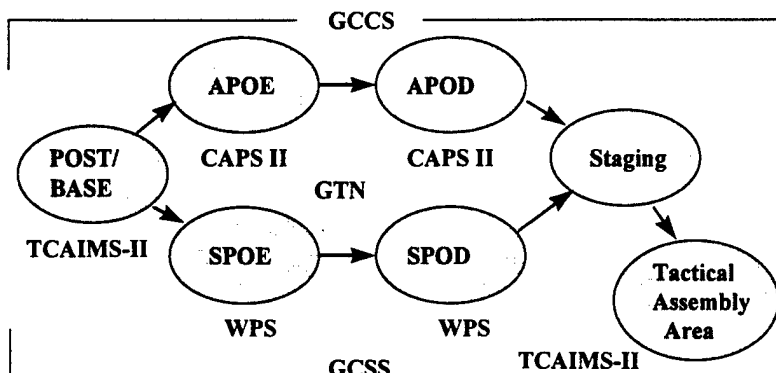 GCCS
APOE
APOD
CAPS II
CAPS II
POST/
BASE
Staging
GTN
TCAIMS-II
SPOE
SPOD
WPS
WPS
Tactical
Assembly
Area
TCAIMS-II
GCSS